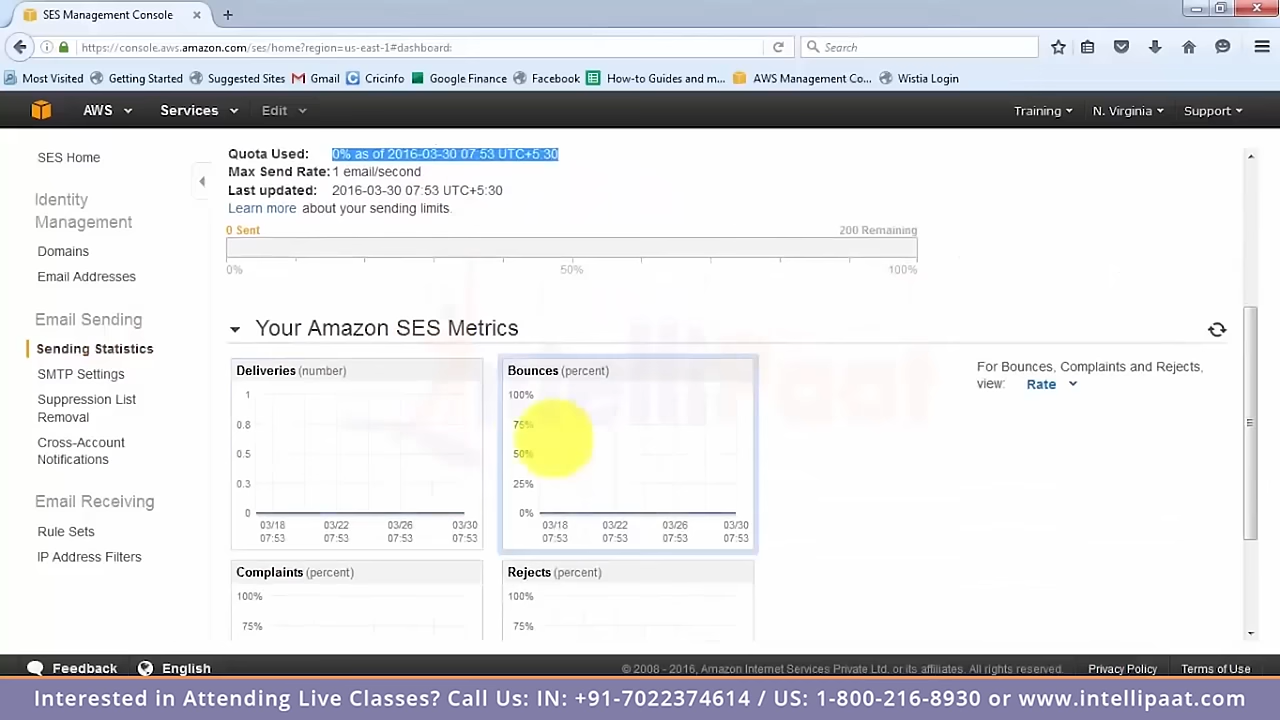 SES Management Console
https://console.aws.amazon.com/ses/home?region=us-east-1#dashboard:
Search
Most Visited Getting Started Suggested Sites Gmail Cricinfo Google Finance Facebook How-to Guides and m... AWS Management Co... Wistia Login
AWS Services Edit Training N. Virginia Support
SES Home
Identity
Management
Domains
Email Addresses
Email Sending
Sending Statistics
SMTP Settings
Suppression List
Removal
Cross-Account
Notifications
Email Receiving
Rule Sets
IP Address Filters
Quota Used: 0% as of 2016-03-30 07:53 UTC+5:30
Max Send Rate: 1 email/second
Last updated: 2016-03-30 07:53 UTC+5:30
Learn more about your sending limits.
0 Sent 200 Remaining
0% 50% 100%
Your Amazon SES Metrics
Deliveries (number)
1
0.8
0.5
0.3
0
03/18 03/22 03/26 03/30
07:53 07:53 07:53 07:53
Bounces (percent)
100%
75%
50%
25%
0%
03/18 03/22 03/26 03/30
07:53 07:53 07:53 07:53
For Bounces, Complaints and Rejects,
view: Rate
Complaints (percent)
100%
75%
Rejects (percent)
100%
75%
intelliPaat
Feedback English © 2008 - 2016, Amazon Internet Services Private Ltd. or its affiliates. All rights reserved. Privacy Policy Terms of Use
Interested in Attending Live Classes? Call Us: IN: +91-7022374614 / US: 1-800-216-8930 or www.intellipaat.com